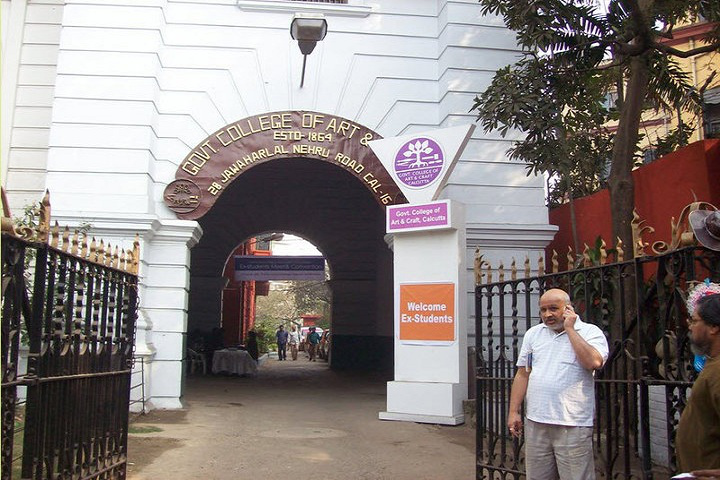 GOVT. COLLEGE OF ART &
ESTD-1864
28 JAWAHARLAL NEHRU ROAD CAL-16
GOVT. COLLEGE OF
ART & CRAFT
CALCUTTA
Govt. College of
Art & Craft, Calcutta
Welcome
Ex-Students